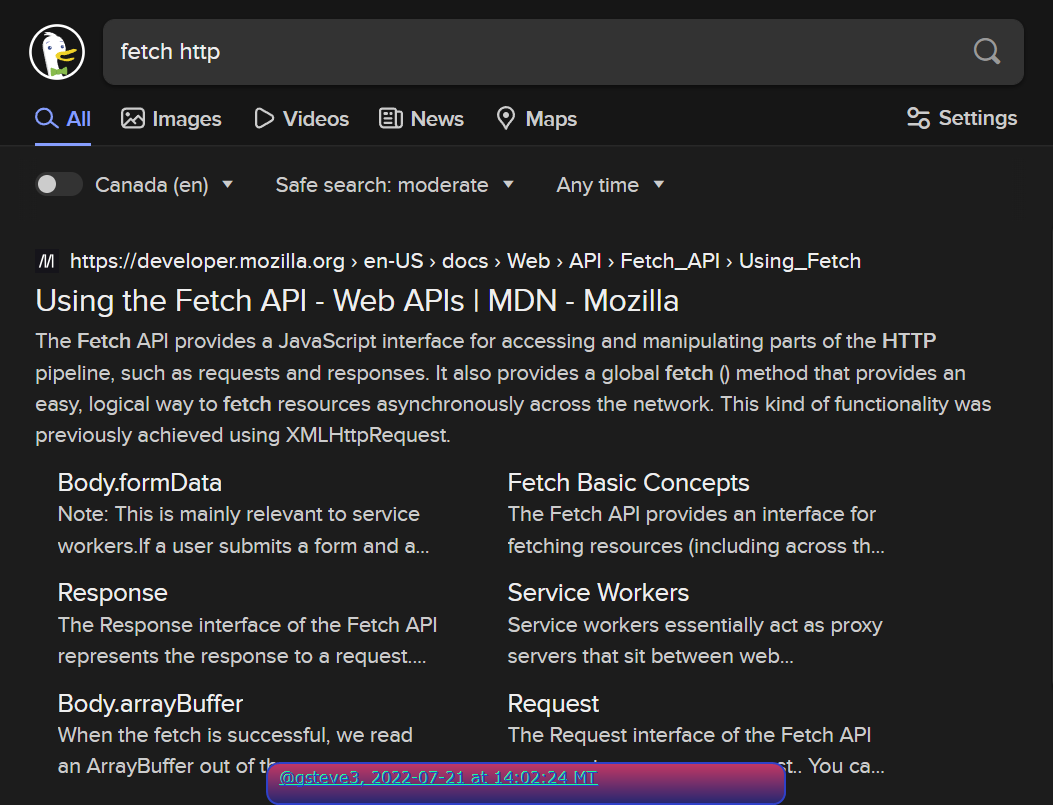 fetch http
All Images Videos News Maps Settings
Canada (en) Safe search: moderate Any time
https://developer.mozilla.org › en-US › docs › Web › API › Fetch_API › Using_Fetch
Using the Fetch API - Web APIs | MDN - Mozilla
The Fetch API provides a JavaScript interface for accessing and manipulating parts of the HTTP
pipeline, such as requests and responses. It also provides a global fetch () method that provides an
easy, logical way to fetch resources asynchronously across the network. This kind of functionality was
previously achieved using XMLHttpRequest.
Body.formData
Note: This is mainly relevant to service
workers.If a user submits a form and a...
Fetch Basic Concepts
The Fetch API provides an interface for
fetching resources (including across th...
Response
The Response interface of the Fetch API
represents the response to a request....
Service Workers
Service workers essentially act as proxy
servers that sit between web...
Body.arrayBuffer
When the fetch is successful, we read
an ArrayBuffer out of
Request
The Request interface of the Fetch API
You ca...
@qsteve3, 2022-07-21 at 14:02:24 MT